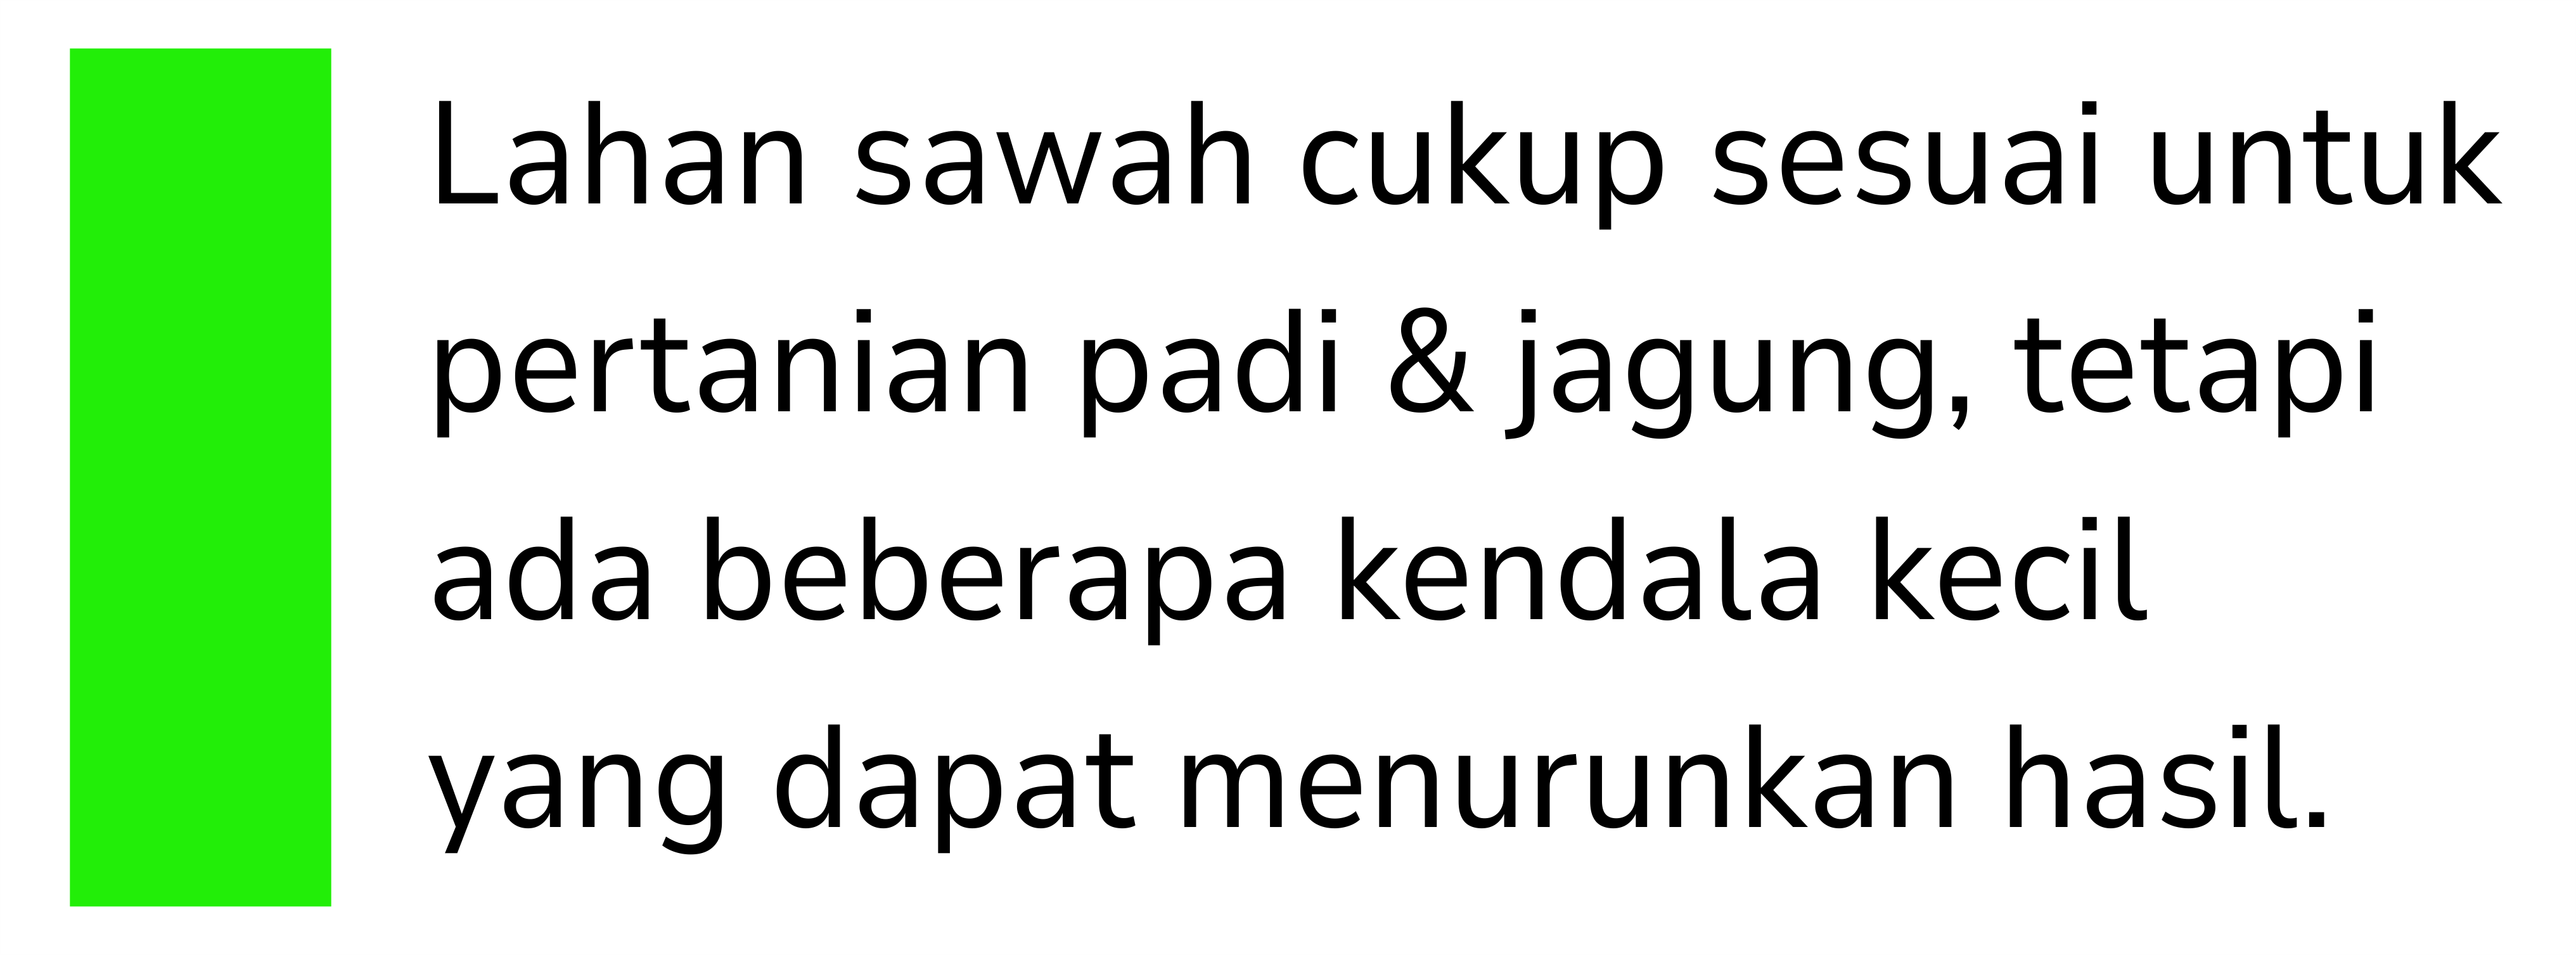 Lahan sawah cukup sesuai untuk
pertanian padi & jagung, tetapi
ada beberapa kendala kecil
yang dapat menurunkan hasil.